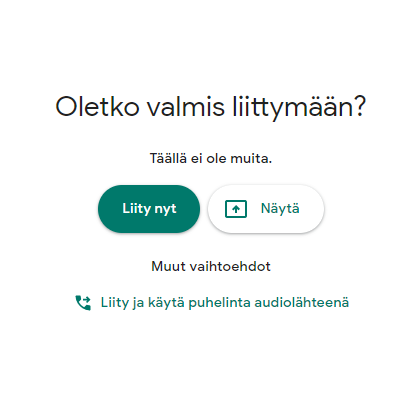 Oletko valmis liittymään?
Täällä ei ole muita.
Liity nyt
Näytä
Muut vaihtoehdot
Liity ja käytä puhelinta audiolähteenä